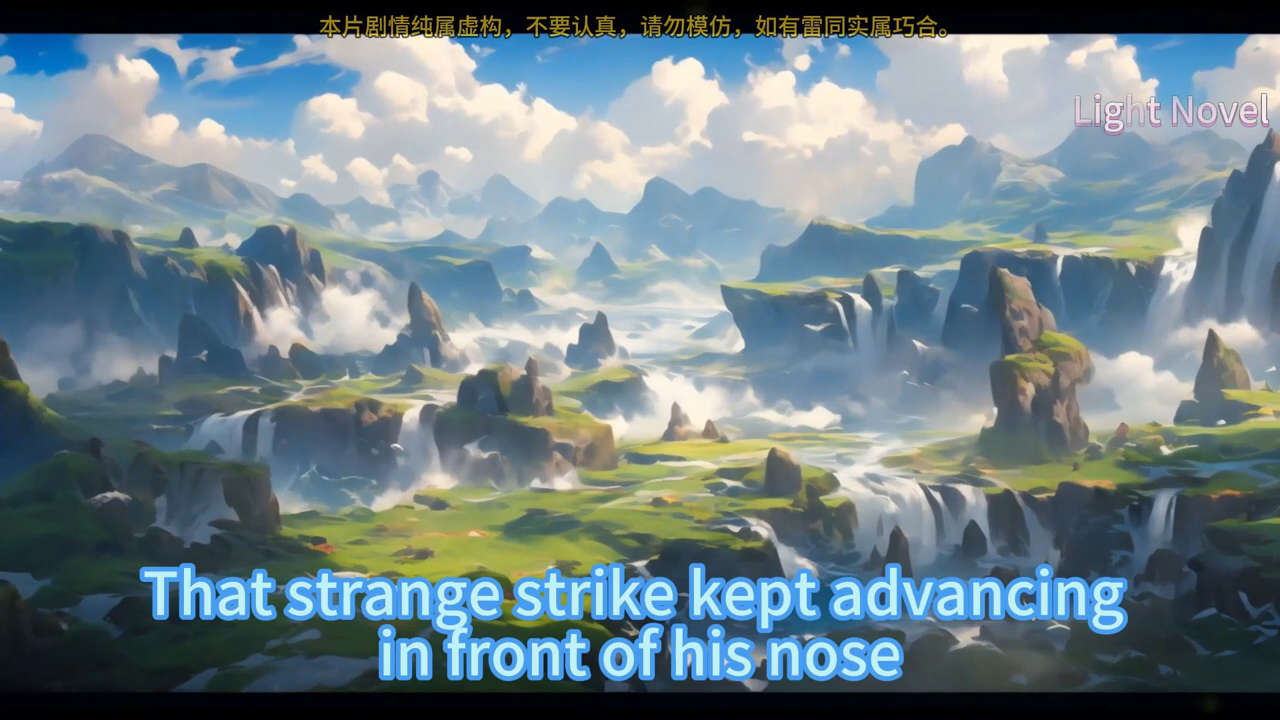 本片剧情纯属虚构，不要认真，请勿模仿，如有雷同实属巧合。
Light Novel
That strange strike kept advancing
in front of his nose